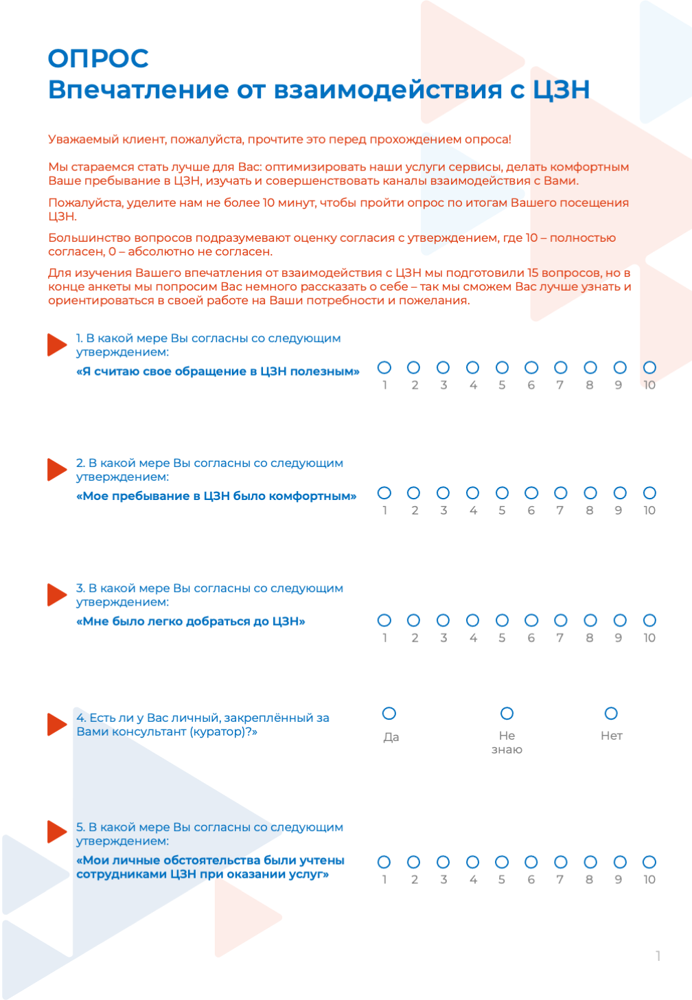 ОПРОС
Впечатление от взаимодействия с ЦЗН
Уважаемый клиент, пожалуйста, прочтите это перед прохождением опроса!
Мы стараемся стать лучше для Вас: оптимизировать наши услуги сервисы, делать комфортным
Ваше пребывание в ЦЗН, изучать и совершенствовать каналы взаимодействия с Вами.
Пожалуйста, уделите нам не более 10 минут, чтобы пройти опрос по итогам Вашего посещения
ЦЗН.
Большинство вопросов подразумевают оценку согласия с утверждением, где 10 – полностью
согласен, 0 – абсолютно не согласен.
Для изучения Вашего впечатления от взаимодействия с ЦЗН мы подготовили 15 вопросов, но в
конце анкеты мы попросим Вас немного рассказать о себе – так мы сможем Вас лучше узнать и
ориентироваться в своей работе на Ваши потребности и пожелания.
1. В какой мере Вы согласны со следующим
утверждением:
«Я считаю свое обращение в ЦЗН полезным»
1 2 3 4 5 6 7 8 9 10
2. В какой мере Вы согласны со следующим
утверждением:
«Мое пребывание в ЦЗН было комфортным»
1 2 3 4 5 6 7 8 9 10
3. В какой мере Вы согласны со следующим
утверждением:
«Мне было легко добраться до ЦЗН»
1 2 3 4 5 6 7 8 9 10
4. Есть ли у Вас личный, закреплённый за
Вами консультант (куратор)?»
Да Не Нет
знаю
5. В какой мере Вы согласны со следующим
утверждением:
«Мои личные обстоятельства были учтены
сотрудниками ЦЗН при оказании услуг»
1 2 3 4 5 6 7 8 9 10
1